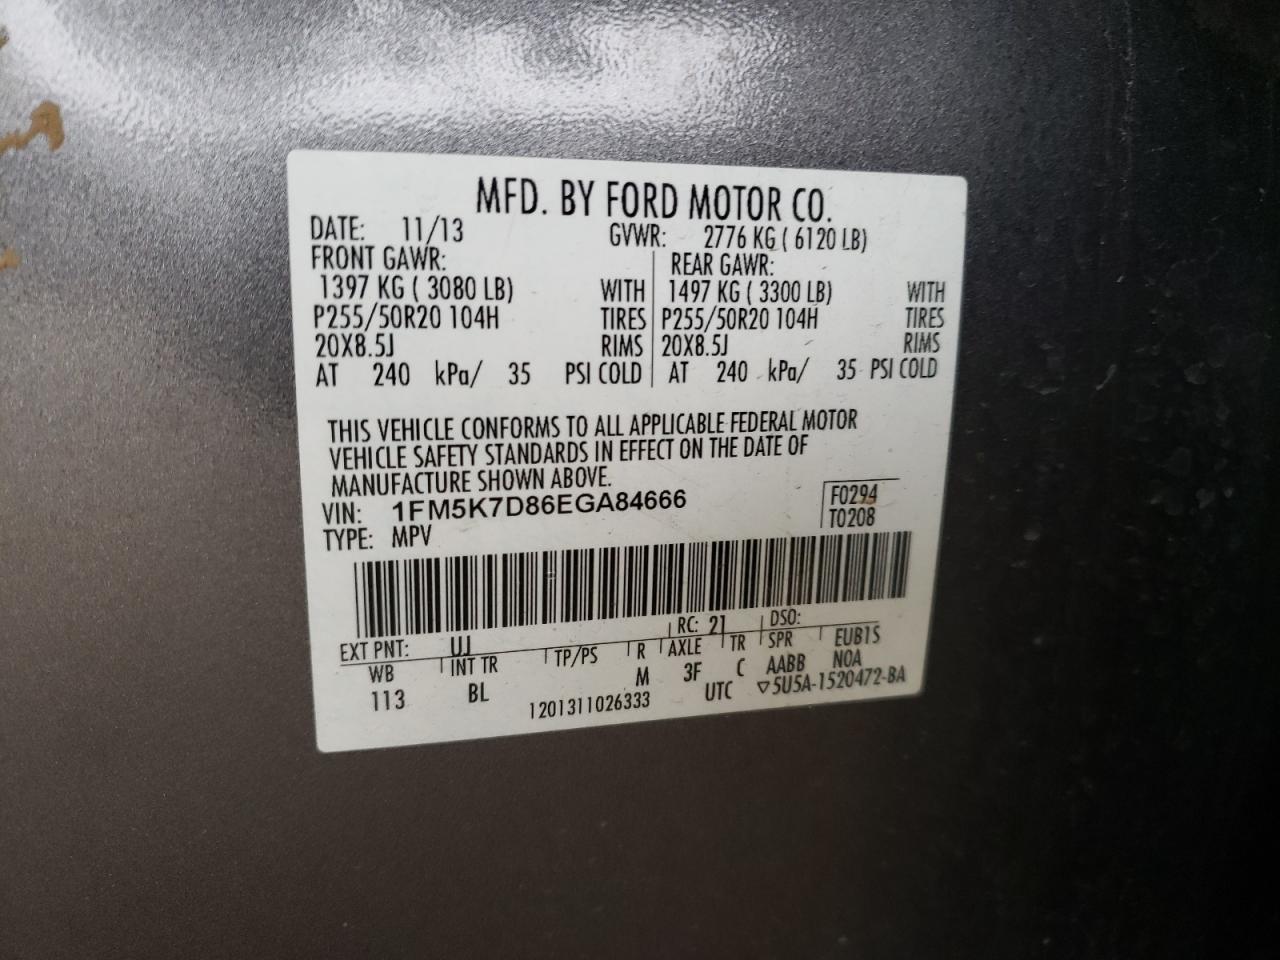 MFD. BY FORD MOTOR CO.
DATE: 11/13 GVWR: 2776 KG ( 6120 LB)
FRONT GAWR: REAR GAWR:
1397 KG ( 3080 LB) WITH 1497 KG ( 3300 LB) WITH
P255/50R20 104H TIRES P255/50R20 104H TIRES
20X8.5J RIMS 20X8.5J RIMS
AT 240 kPa/ 35 PSI COLD AT 240 kPa/ 35 PSI COLD
THIS VEHICLE CONFORMS TO ALL APPLICABLE FEDERAL MOTOR
VEHICLE SAFETY STANDARDS IN EFFECT ON THE DATE OF
MANUFACTURE SHOWN ABOVE.
VIN: 1FM5K7D86EGA84666 F0294
TYPE: MPV T0208
EXT PNT: UJ RC: 21 DSO:
WB INT TR TP/PS R AXLE TR SPR EUB1S
113 BL M 3F C AABB NOA
1201311026333 UTC ▽5U5A-1520472-BA